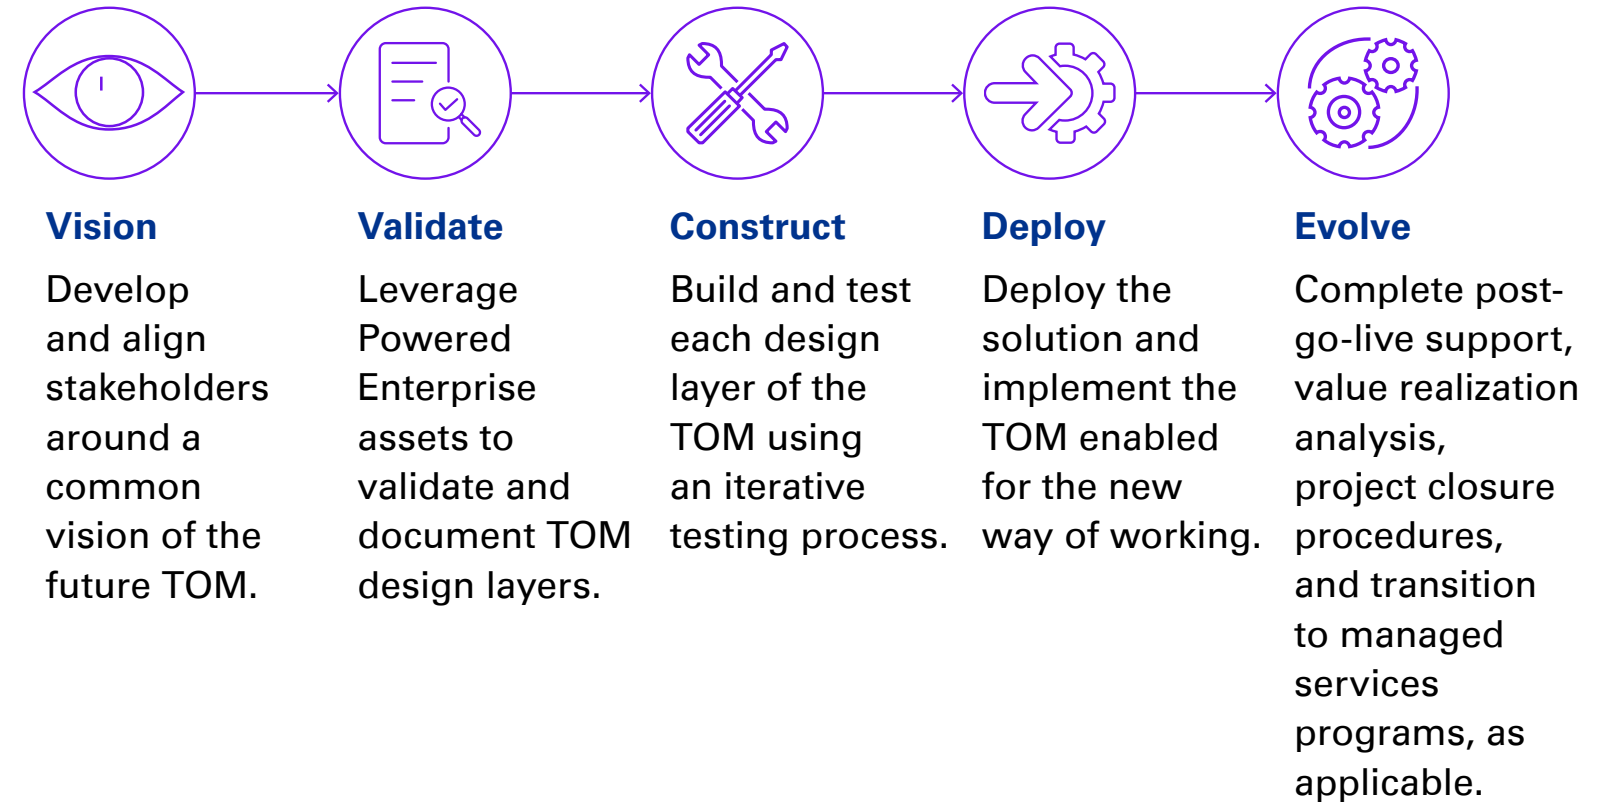 Vision
Develop
and align
stakeholders
around a
common
vision of the
future TOM.
Validate
Leverage
Powered
Enterprise
assets to
validate and
document TOM
design layers.
Construct
Build and test
each design
layer of the
TOM using
an iterative
testing process.
Deploy
Deploy the
solution and
implement the
TOM enabled
for the new
way of working.
Evolve
Complete post-
go-live support,
value realization
analysis,
project closure
procedures,
and transition
to managed
services
programs, as
applicable.